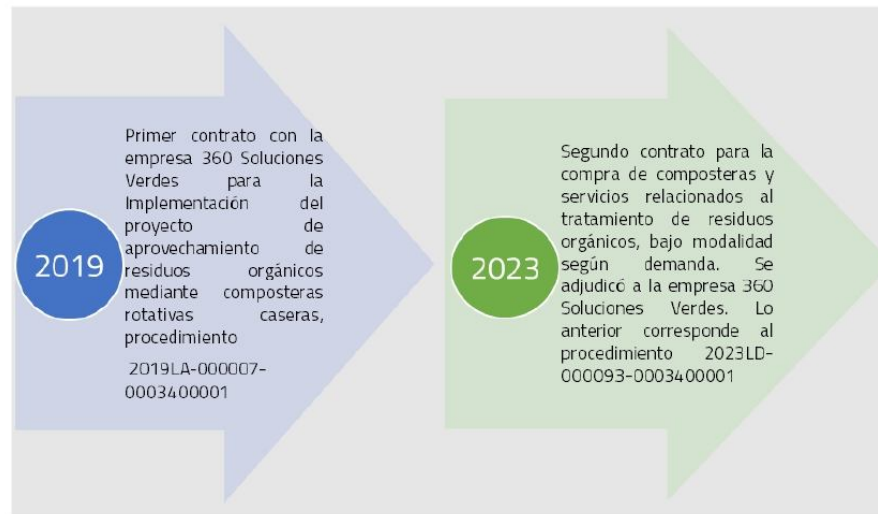 2019
Primer contrato con la
empresa 360 Soluciones
Verdes para la
Implementación del
proyecto de
aprovechamiento de
residuos orgánicos
mediante composteras
rotativas caseras,
procedimiento
2019LA-000007-
0003400001
2023
Segundo contrato para la
compra de composteras y
servicios relacionados al
tratamiento de residuos
orgánicos, bajo modalidad
según demanda. Se
adjudicó a la empresa 360
Soluciones Verdes. Lo
anterior corresponde al
procedimiento 2023LD-
000093-0003400001